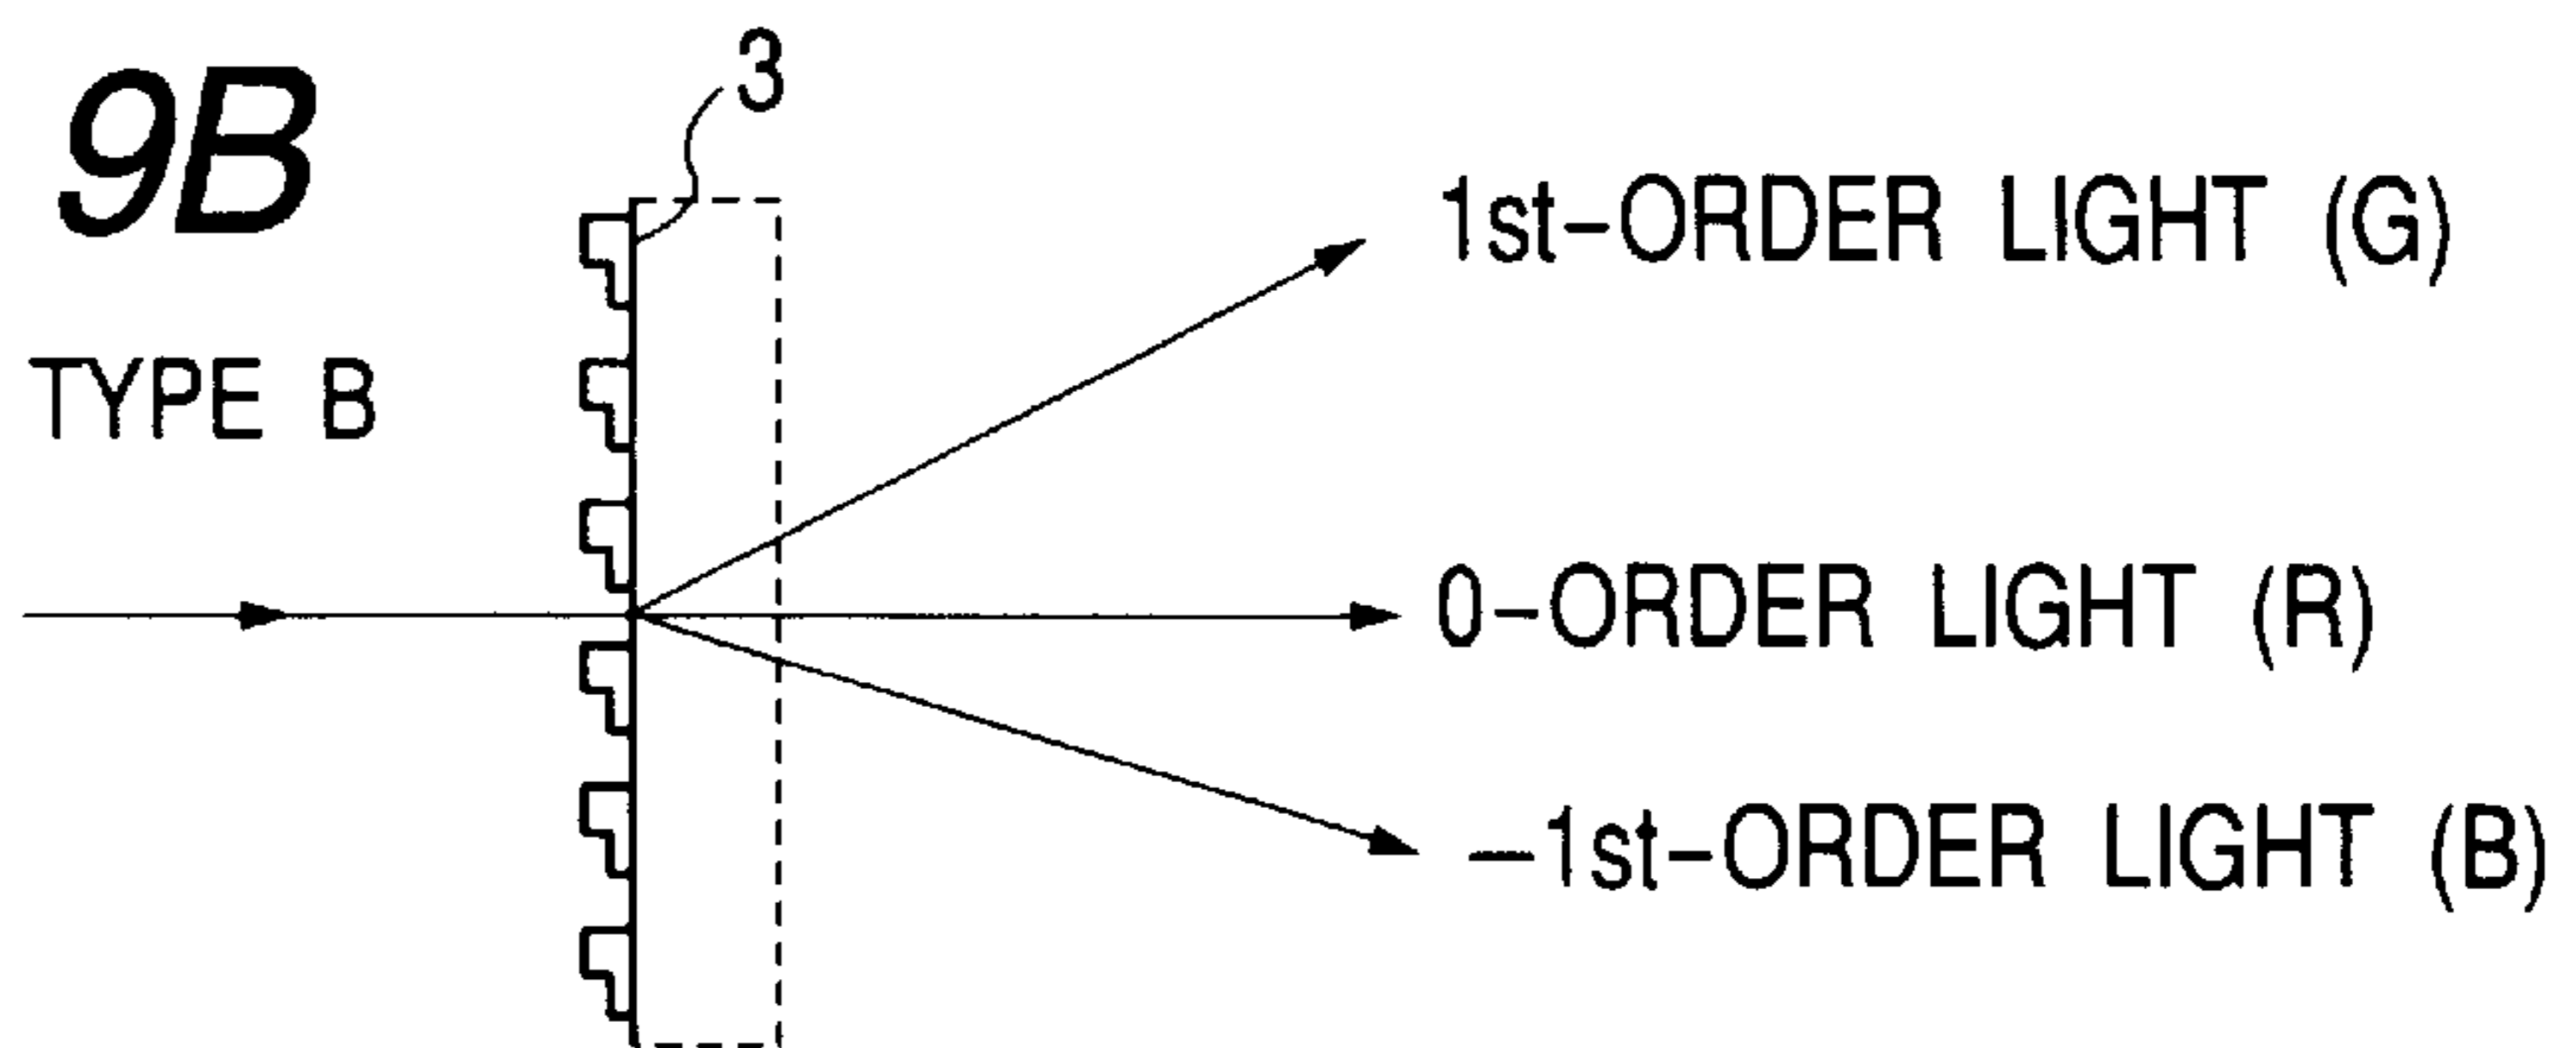 9B
3
TYPE B
1st-ORDER LIGHT (G)
0-ORDER LIGHT (R)
-1st-ORDER LIGHT (B)